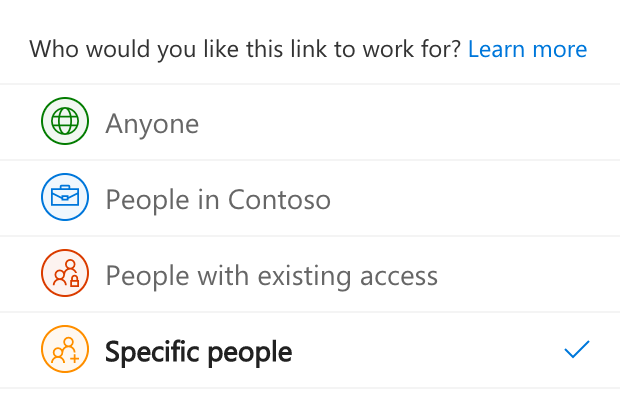 Who would you like this link to work for? Learn more
Anyone
People in Contoso
People with existing access
Specific people